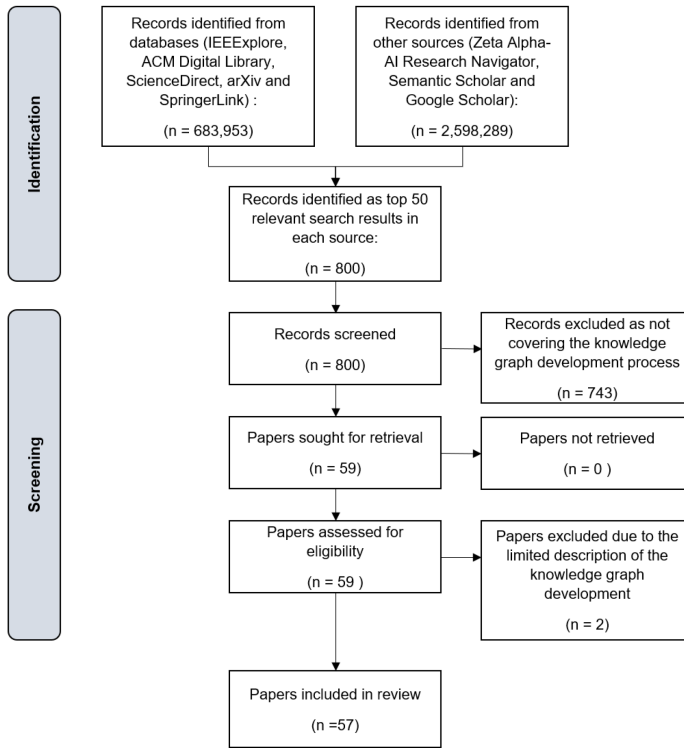 Identification
Records identified from
databases (IEEExplore,
ACM Digital Library,
ScienceDirect, arXiv and
SpringerLink) :
(n = 683,953)
Records identified from
other sources (Zeta Alpha-
AI Research Navigator,
Semantic Scholar and
Google Scholar):
(n = 2,598,289)
Records identified as top 50
relevant search results in
each source:
(n = 800)
Screening
Records screened
(n = 800)
Records excluded as not
covering the knowledge
graph development process
(n = 743)
Papers sought for retrieval
(n = 59)
Papers not retrieved
(n = 0 )
Papers assessed for
eligibility
(n = 59 )
Papers excluded due to the
limited description of the
knowledge graph
development
(n = 2)
Papers included in review
(n =57)